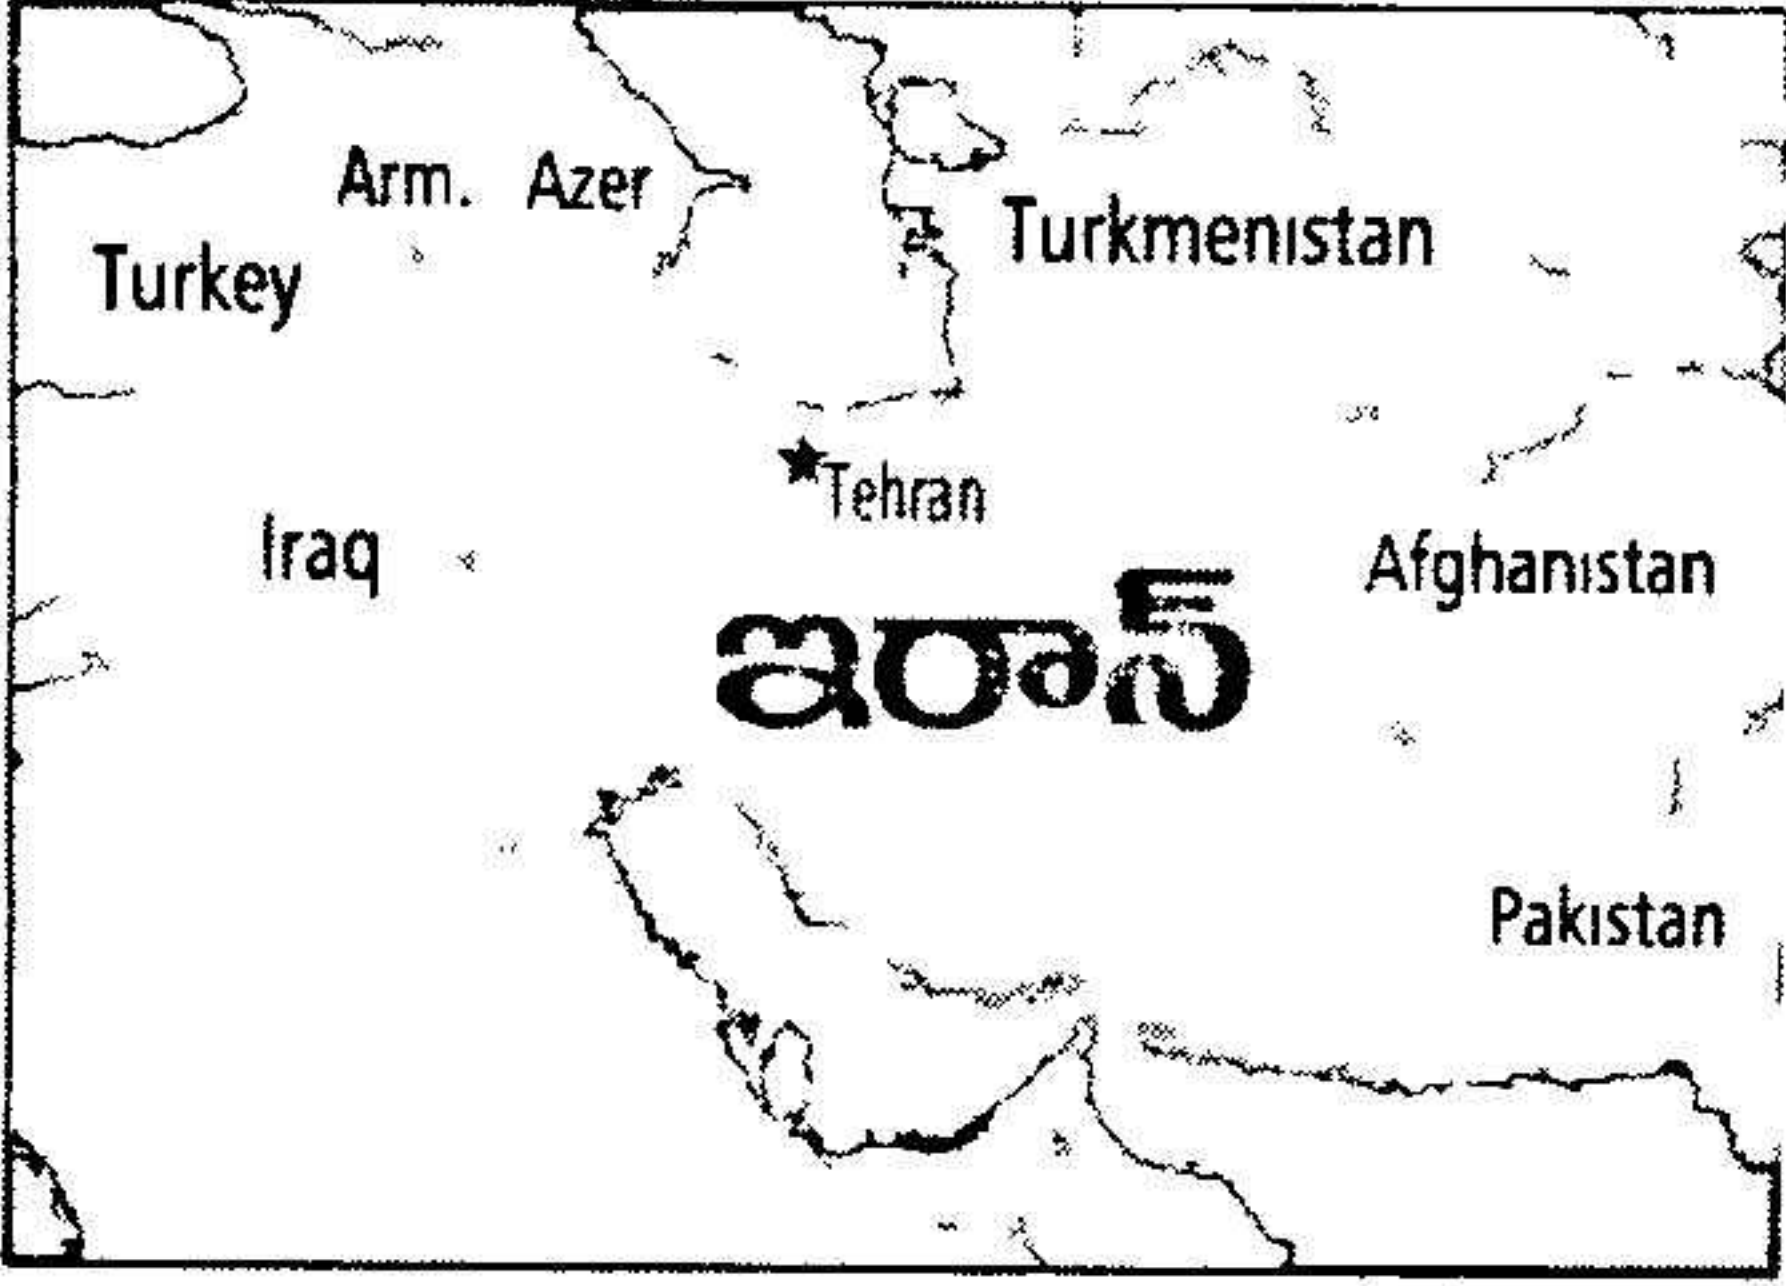 Arm. Azer
Turkmenistan
Turkey
Tehran
Iraq
Afghanistan
ఇరాన్
Pakistan